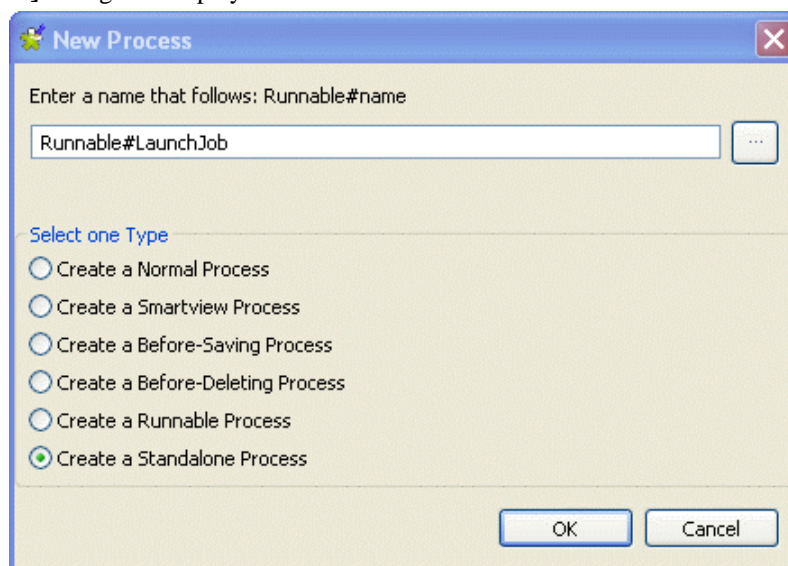 New Process
Enter a name that follows: Runnable#name
Runnable#LaunchJob
...
Select one Type
Create a Normal Process
Create a Smartview Process
Create a Before-Saving Process
Create a Before-Deleting Process
Create a Runnable Process
Create a Standalone Process
OK Cancel